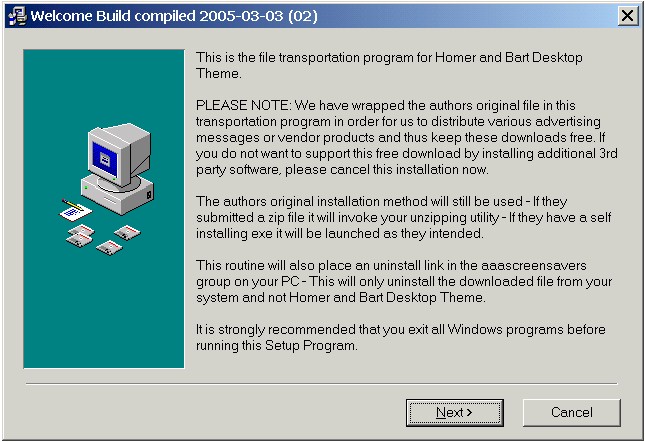 Welcome Build compiled 2005-03-03 (02)
This is the file transportation program for Homer and Bart Desktop
Theme.
PLEASE NOTE: We have wrapped the authors original file in this
transportation program in order for us to distribute various advertising
messages or vendor products and thus keep these downloads free. If
you do not want to support this free download by installing additional 3rd
party software, please cancel this installation now.
The authors original installation method will still be used - If they
submitted a zip file it will invoke your unzipping utility - If they have a self
installing exe it will be launched as they intended.
This routine will also place an uninstall link in the aaascreensavers
group on your PC - This will only uninstall the downloaded file from your
system and not Homer and Bart Desktop Theme.
It is strongly recommended that you exit all Windows programs before
running this Setup Program.
Next >
Cancel